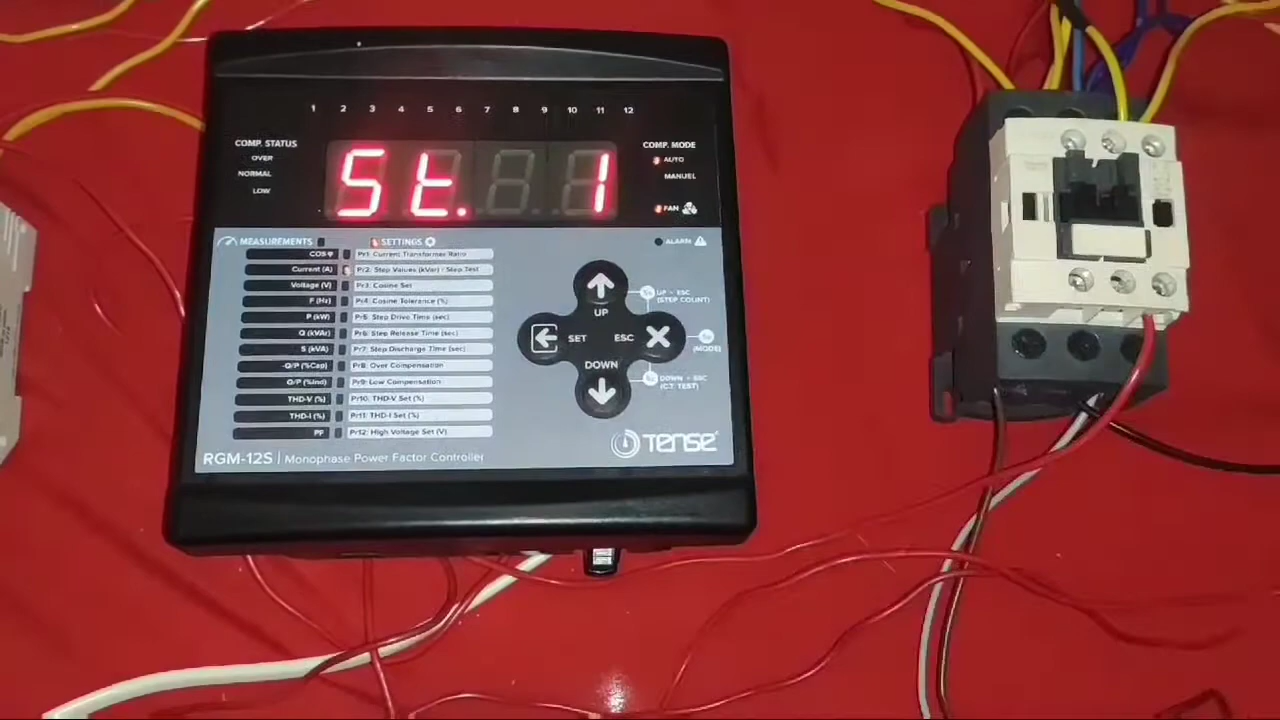 1 2 3 4 5 6 7 8 9 10 11 12
COMP. STATUS
OVER
NORMAL
LOW
St. 1
COMP. MODE
AUTO
MANUEL
FAN
MEASUREMENTS SETTINGS
ALARM
COSφ Pr1: Current Transformer Ratio
Current (A) Pr2: Step Values (kVar) / Step Test
Voltage (V) Pr3: Cosine Set
F (Hz) Pr4: Cosine Tolerance (%)
P (kW) Pr5: Step Drive Time (sec)
Q (kVAr) Pr6: Step Release Time (sec)
S (kVA) Pr7: Step Discharge Time (sec)
-Q/P (%Cap) Pr8: Over Compensation
Q/P (%Ind) Pr9: Low Compensation
THD-V (%) Pr10: THD-V Set (%)
THD-I (%) Pr11: THD-I Set (%)
PF Pr12: High Voltage Set (V)
UP
SET ESC
DOWN
UP + ESC
(STEP COUNT)
(MODE)
DOWN + ESC
(CT. TEST)
RGM-12S | Monophase Power Factor Controller
TENSE